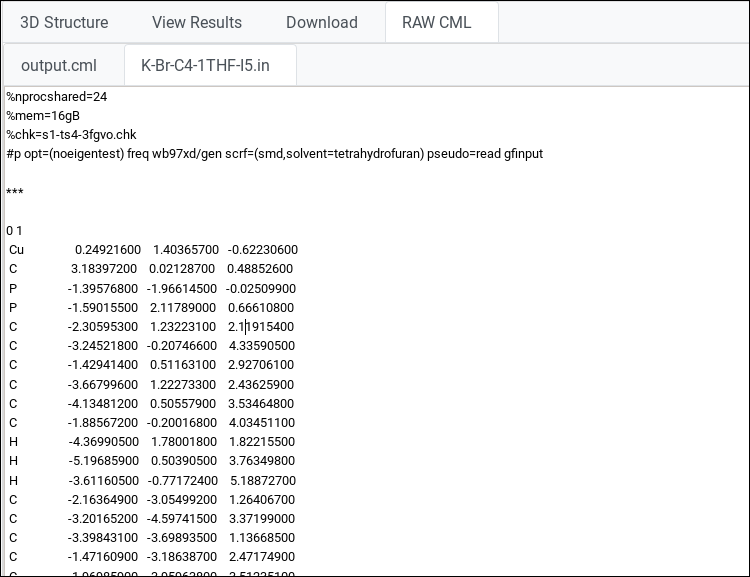 3D Structure View Results Download RAW CML
output.cml K-Br-C4-1THF-I5.in
%nprocshared=24
%mem=16gB
%chk=s1-ts4-3fgvo.chk
#p opt=(noeigentest) freq wb97xd/gen scrf=(smd,solvent=tetrahydrofuran) pseudo=read gfinput
***
0 1
Cu 0.24921600 1.40365700 -0.62230600
C 3.18397200 0.02128700 0.48852600
P -1.39576800 -1.96614500 -0.02509900
P -1.59015500 2.11789000 0.66610800
C -2.30595300 1.23223100 2.11915400
C -3.24521800 -0.20746600 4.33590500
C -1.42941400 0.51163100 2.92706100
C -3.66799600 1.22273300 2.43625900
C -4.13481200 0.50557900 3.53464800
C -1.88567200 -0.20016800 4.03451100
H -4.36990500 1.78001800 1.82215500
H -5.19685900 0.50390500 3.76349800
H -3.61160500 -0.77172400 5.18872700
C -2.16364900 -3.05499200 1.26406700
C -3.20165200 -4.59741500 3.37199000
C -3.39843100 -3.69893500 1.13668500
C -1.47160900 -3.18638700 2.47174900